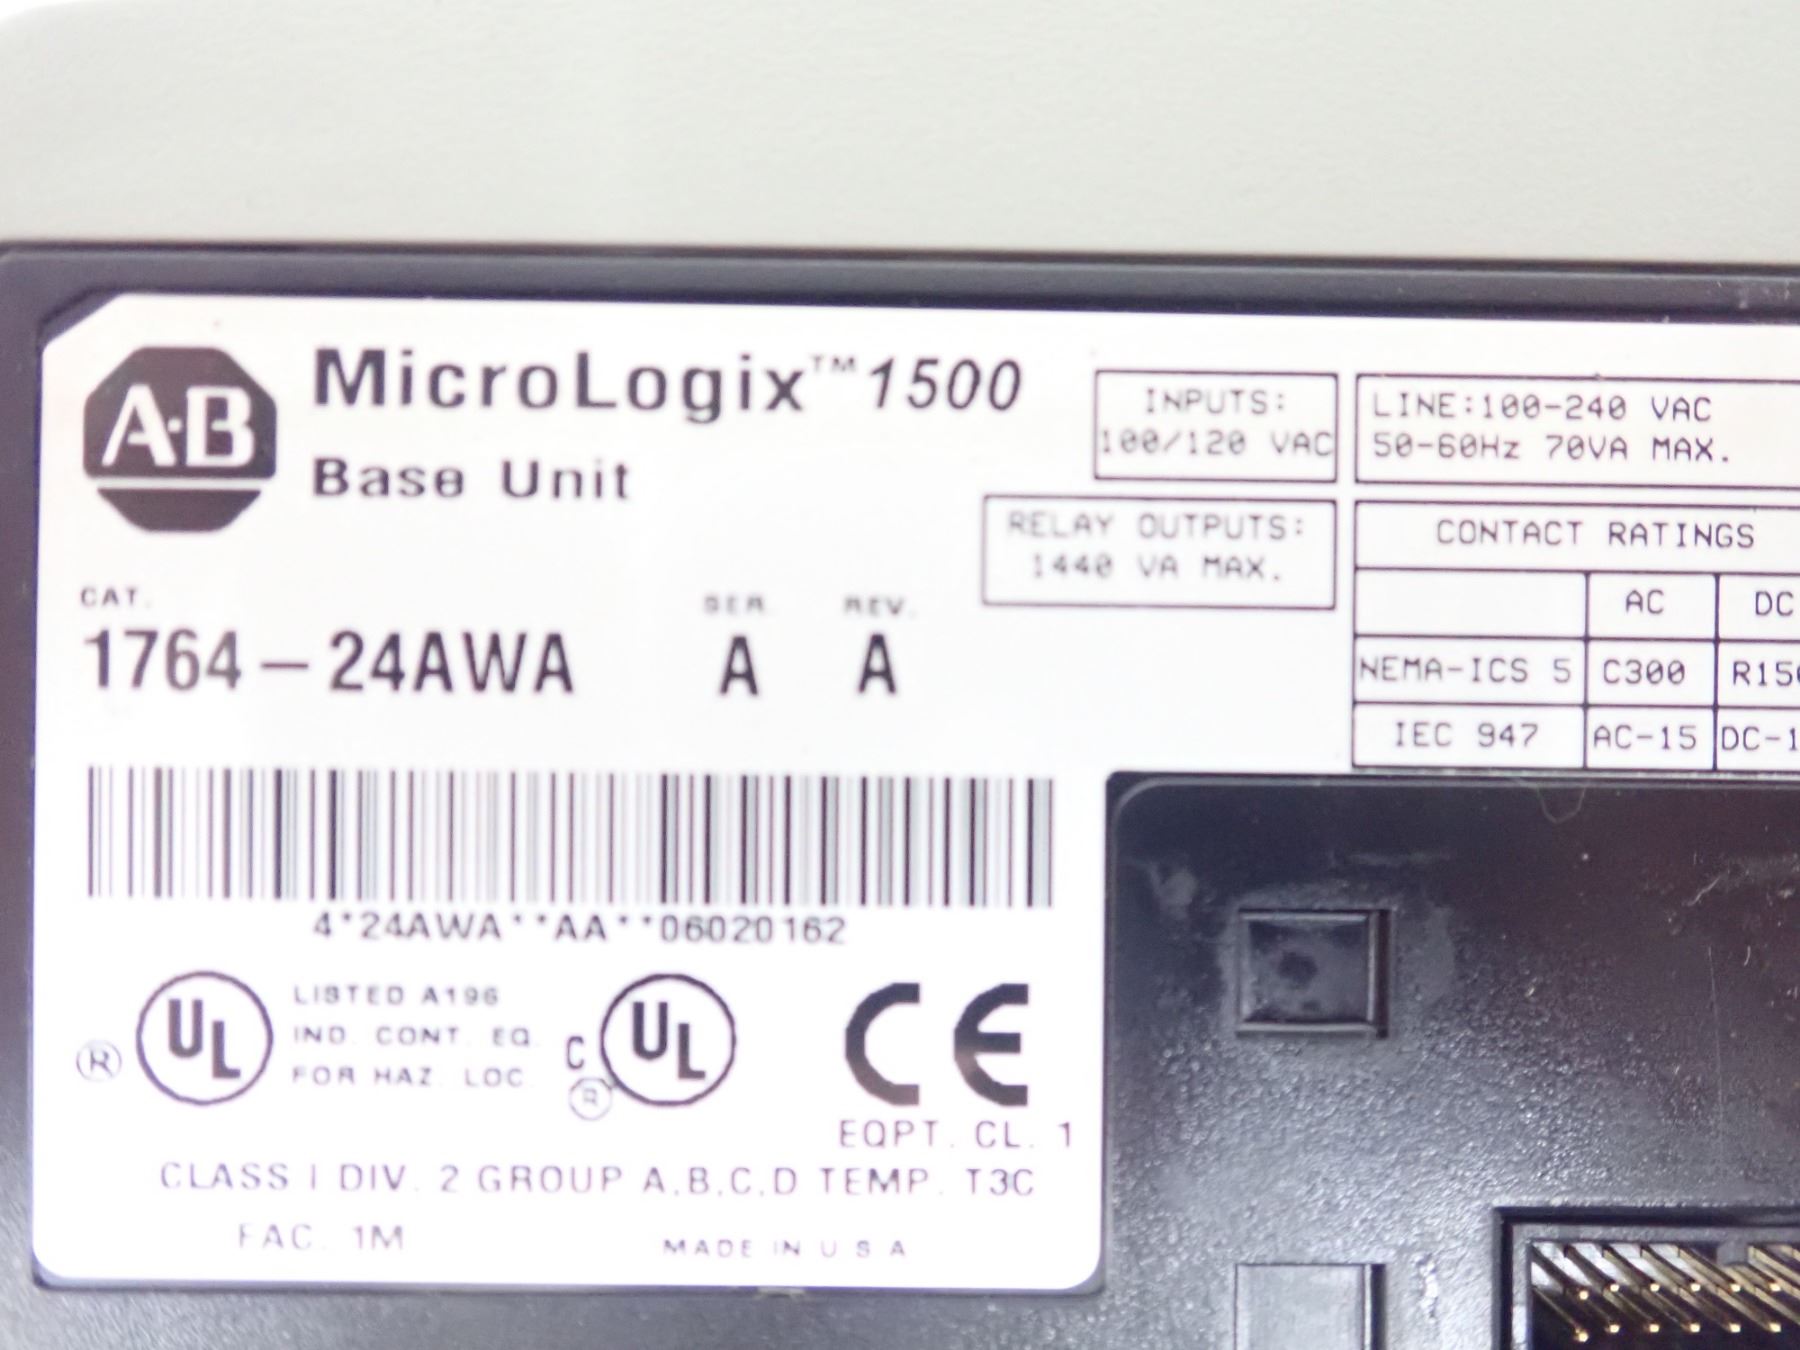 A·B
MicroLogix™ 1500
Base Unit
INPUTS:
100/120 VAC
LINE:100-240 VAC
50-60Hz 70VA MAX.
RELAY OUTPUTS:
1440 VA MAX.
CONTACT RATINGS
AC DC
NEMA-ICS 5 C300
IEC 947 AC-15
CAT. SER. REV.
1764-24AWA A A
4*24AWA**AA**06020162
UL
LISTED A196
IND. CONT. EQ.
FOR HAZ. LOC.
®
C UL ®
CE
EQPT. CL. 1
CLASS I DIV. 2 GROUP A,B,C,D TEMP. T3C
FAC. 1M
MADE IN U S A